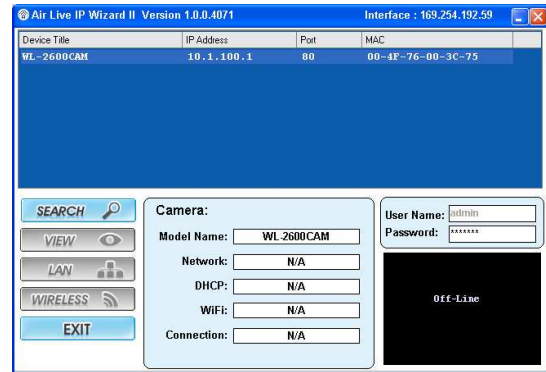 Air Live IP Wizard II Version 1.0.0.4071 Interface : 169.254.192.59
Device Title IP Address Port MAC
WL-2600CAM 10.1.100.1 80 00-4F-76-00-3C-75
SEARCH
VIEW
LAN
WIRELESS
EXIT
Camera:
Model Name: WL-2600CAM
Network: N/A
DHCP: N/A
WiFi: N/A
Connection: N/A
User Name: admin
Password: *******
Off-Line